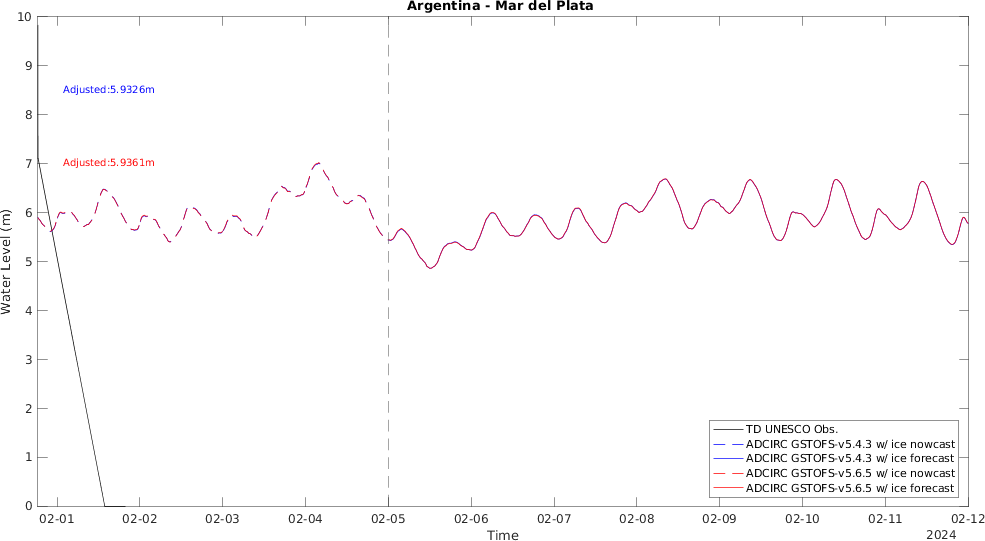 Argentina - Mar del Plata
10
9
8
7
6
5
4
3
2
1
0
Water Level (m)
Adjusted:5.9326m
Adjusted:5.9361m
TD UNESCO Obs.
ADCIRC GSTOFS-v5.4.3 w/ ice nowcast
ADCIRC GSTOFS-v5.4.3 w/ ice forecast
ADCIRC GSTOFS-v5.6.5 w/ ice nowcast
ADCIRC GSTOFS-v5.6.5 w/ ice forecast
02-01 02-02 02-03 02-04 02-05 02-06 02-07 02-08 02-09 02-10 02-11 02-12
Time
2024